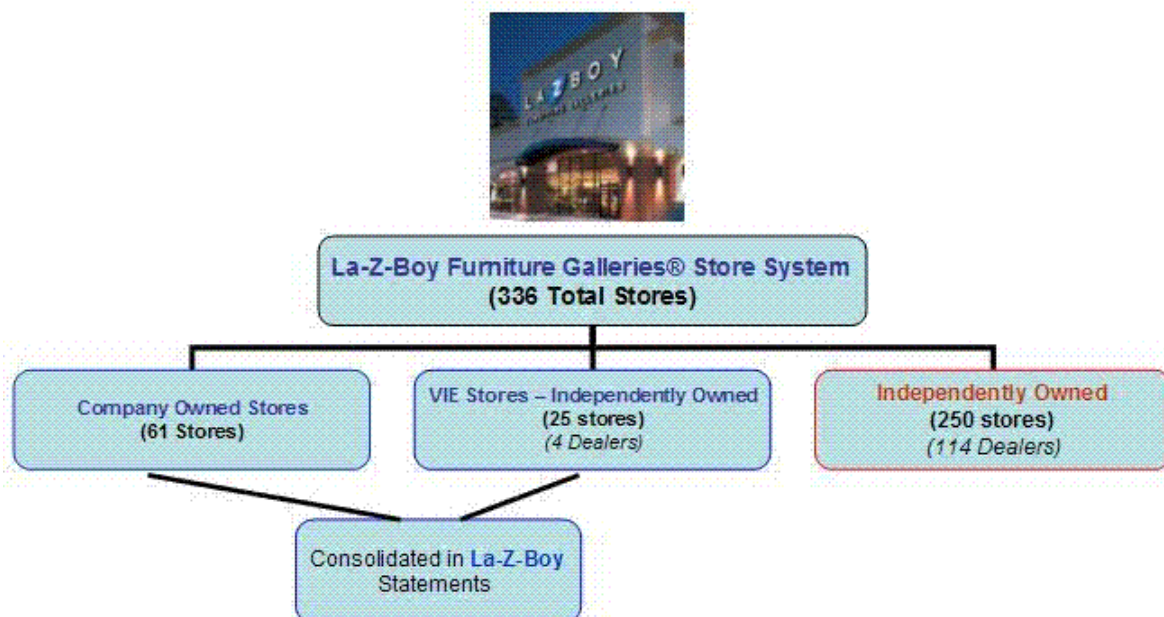 LA Z BOY
La-Z-Boy Furniture Galleries® Store System
(336 Total Stores)
Company Owned Stores
(61 Stores)
VIE Stores – Independently Owned
(25 stores)
(4 Dealers)
Independently Owned
(250 stores)
(114 Dealers)
Consolidated in La-Z-Boy
Statements